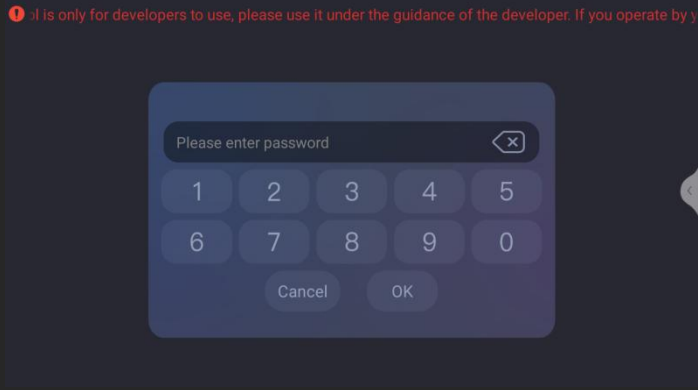 is only for developers to use, please use it under the guidance of the developer. If you operate by
Please enter password
1 2 3 4 5
6 7 8 9 0
Cancel OK